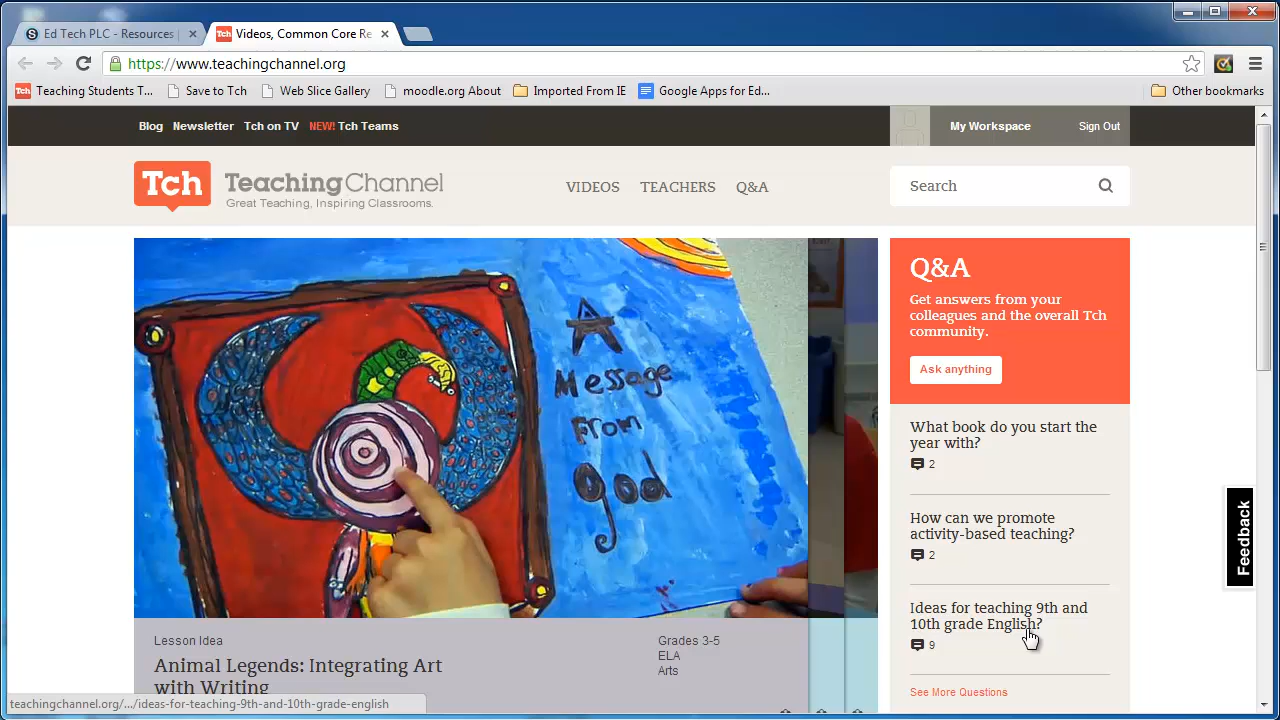 Ed Tech PLC - Resources
Tch Videos, Common Core Re
https://www.teachingchannel.org
Tch Teaching Students T... Save to Tch Web Slice Gallery moodle.org About Imported From IE Google Apps for Ed... Other bookmarks
Blog Newsletter Tch on TV NEW! Tch Teams My Workspace Sign Out
Tch TeachingChannel
Great Teaching, Inspiring Classrooms.
VIDEOS TEACHERS Q&A
Search
A
Message
From
god
Lesson Idea
Animal Legends: Integrating Art
with Writing
Grades 3-5
ELA
Arts
Q&A
Get answers from your
colleagues and the overall Tch
community.
Ask anything
What book do you start the
year with?
2
How can we promote
activity-based teaching?
2
Ideas for teaching 9th and
10th grade English?
9
See More Questions
Feedback
teachingchannel.org/.../ideas-for-teaching-9th-and-10th-grade-english